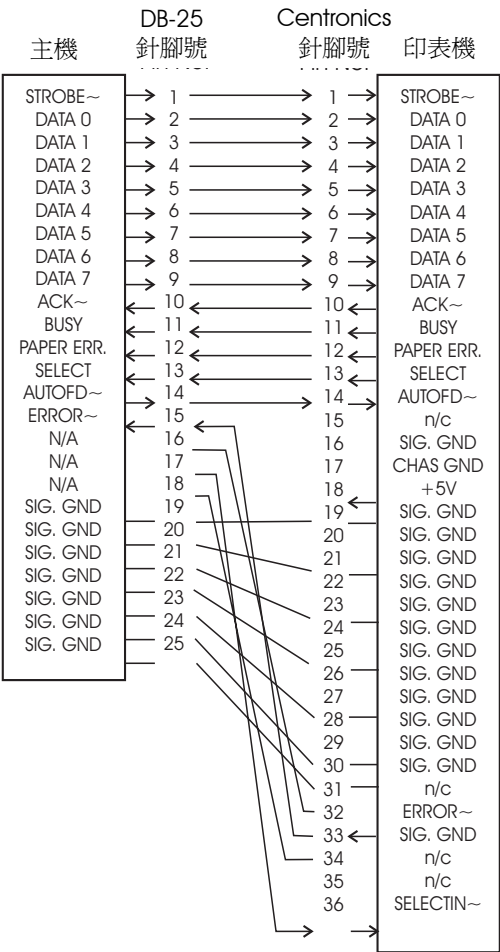 DB-25 Centronics
主機 針腳號 針腳號 印表機
STROBE~ 1 1 STROBE~
DATA 0 2 2 DATA 0
DATA 1 3 3 DATA 1
DATA 2 4 4 DATA 2
DATA 3 5 5 DATA 3
DATA 4 6 6 DATA 4
DATA 5 7 7 DATA 5
DATA 6 8 8 DATA 6
DATA 7 9 9 DATA 7
ACK~ 10 10 ACK~
BUSY 11 11 BUSY
PAPER ERR. 12 12 PAPER ERR.
SELECT 13 13 SELECT
AUTOFD~ 14 14 AUTOFD~
ERROR~ 15 15 n/c
N/A 16 16 SIG. GND
N/A 17 17 CHAS GND
N/A 18 18 +5V
SIG. GND 19 19 SIG. GND
SIG. GND 20 20 SIG. GND
SIG. GND 21 21 SIG. GND
SIG. GND 22 22 SIG. GND
SIG. GND 23 23 SIG. GND
SIG. GND 24 24 SIG. GND
SIG. GND 25 25 SIG. GND
26 SIG. GND
27 SIG. GND
28 SIG. GND
29 SIG. GND
30 SIG. GND
31 n/c
32 ERROR~
33 SIG. GND
34 n/c
35 n/c
36 SELECTIN~